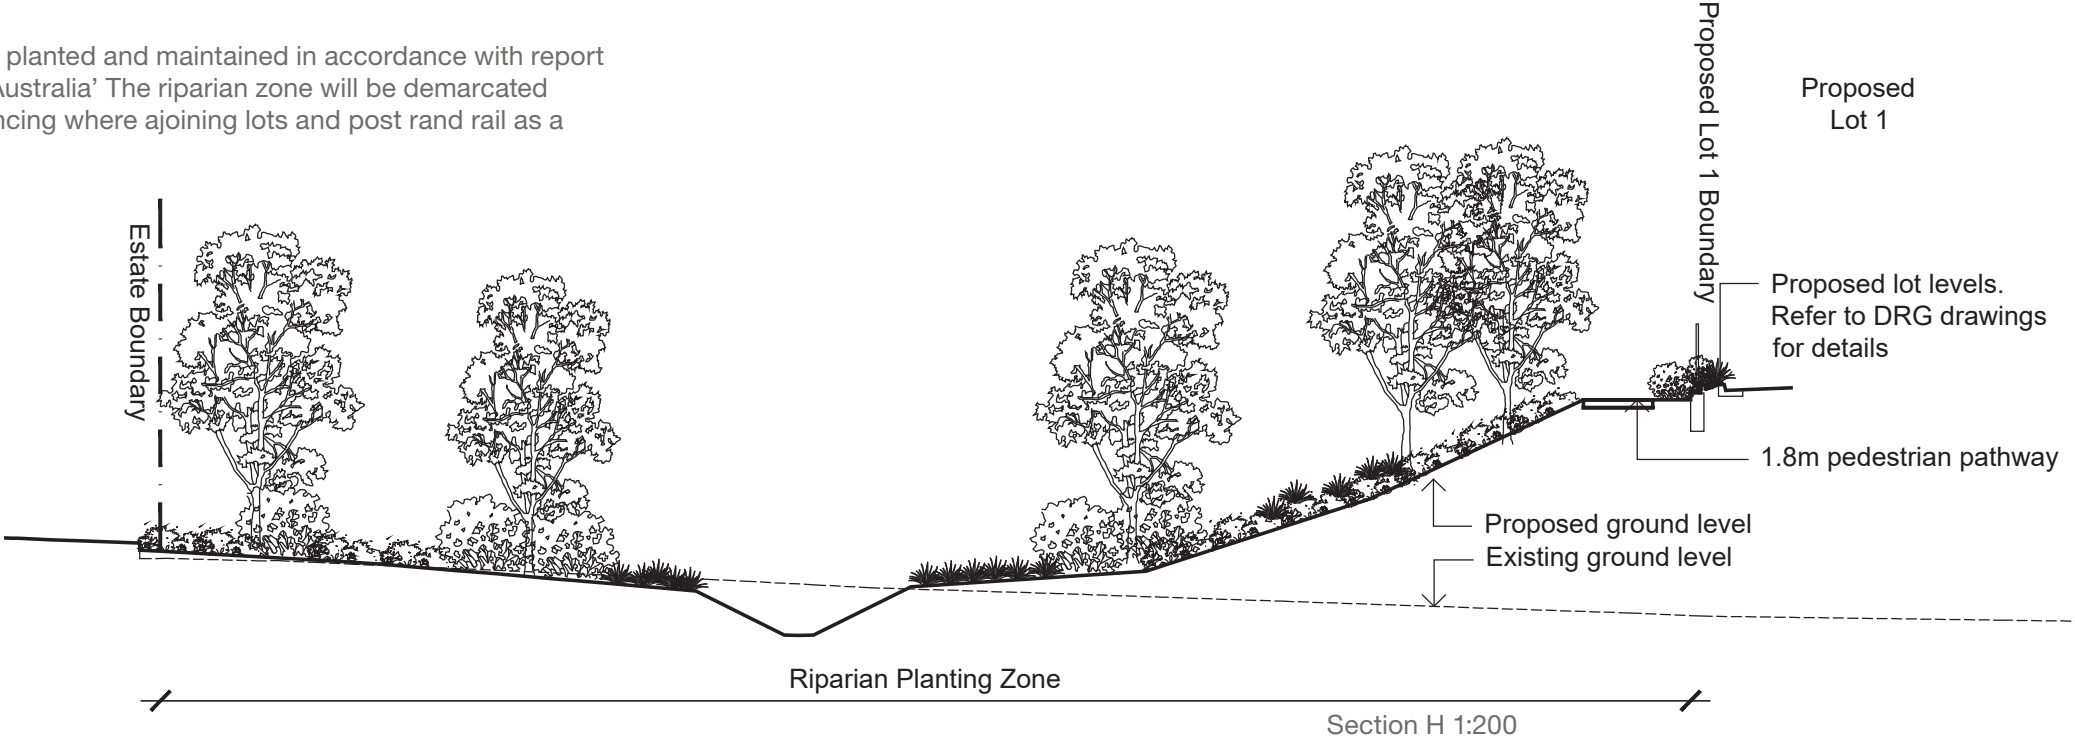 planted and maintained in accordance with report
Australia’ The riparian zone will be demarcated
where ajoining lots and post rand rail as a
Proposed Lot 1 Boundary
Proposed
Lot 1
Estate Boundary
Proposed lot levels.
Refer to DRG drawings
for details
1.8m pedestrian pathway
Proposed ground level
Existing ground level
Riparian Planting Zone
Section H 1:200